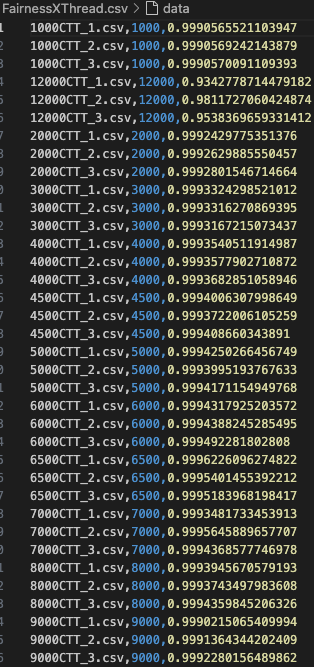 FairnessXThread.csv > data
1000CTT_1.csv,1000,0.9990565521103947
1000CTT_2.csv,1000,0.9990569242143879
1000CTT_3.csv,1000,0.9990570091109393
12000CTT_1.csv,12000,0.9342778714479182
12000CTT_2.csv,12000,0.9811727060424874
12000CTT_3.csv,12000,0.9538369659331412
2000CTT_1.csv,2000,0.9992429775351376
2000CTT_2.csv,2000,0.9992629885550457
2000CTT_3.csv,2000,0.9992801546714664
3000CTT_1.csv,3000,0.9993324298521012
3000CTT_2.csv,3000,0.9993316270869395
3000CTT_3.csv,3000,0.9993167215073437
4000CTT_1.csv,4000,0.9993540511914987
4000CTT_2.csv,4000,0.9993577902710872
4000CTT_3.csv,4000,0.9993682851058946
4500CTT_1.csv,4500,0.9994006307998649
4500CTT_2.csv,4500,0.9993722006105259
4500CTT_3.csv,4500,0.999408660343891
5000CTT_1.csv,5000,0.9994250266456749
5000CTT_2.csv,5000,0.9993995193767633
5000CTT_3.csv,5000,0.9994171154949768
6000CTT_1.csv,6000,0.9994317925203572
6000CTT_2.csv,6000,0.9994388245285495
6000CTT_3.csv,6000,0.999492281802808
6500CTT_1.csv,6500,0.9996226096274822
6500CTT_2.csv,6500,0.9995401455392212
6500CTT_3.csv,6500,0.9995183968198417
7000CTT_1.csv,7000,0.9993481733453913
7000CTT_2.csv,7000,0.9995645889657707
7000CTT_3.csv,7000,0.9994368577746978
8000CTT_1.csv,8000,0.9993945670579193
8000CTT_2.csv,8000,0.9993743497983608
8000CTT_3.csv,8000,0.9994359845206326
9000CTT_1.csv,9000,0.9990215065409994
9000CTT_2.csv,9000,0.9991364344202409
9000CTT_3.csv,9000,0.9992280156489862